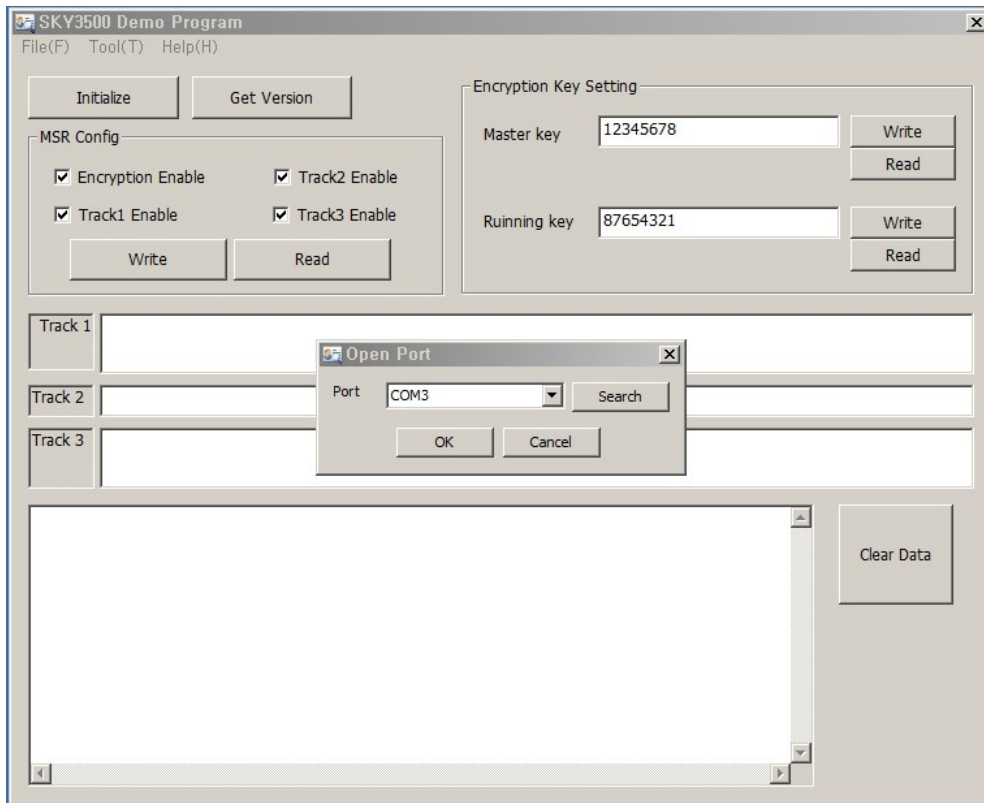 SKY3500 Demo Program
File(F) Tool(T) Help(H)
Initialize Get Version
MSR Config
Encryption Enable Track2 Enable
Track1 Enable Track3 Enable
Write Read
Encryption Key Setting
Master key 12345678 Write
Read
Ruinning key 87654321 Write
Read
Track 1
Track 2
Track 3
Open Port
Port COM3 Search
OK Cancel
Clear Data